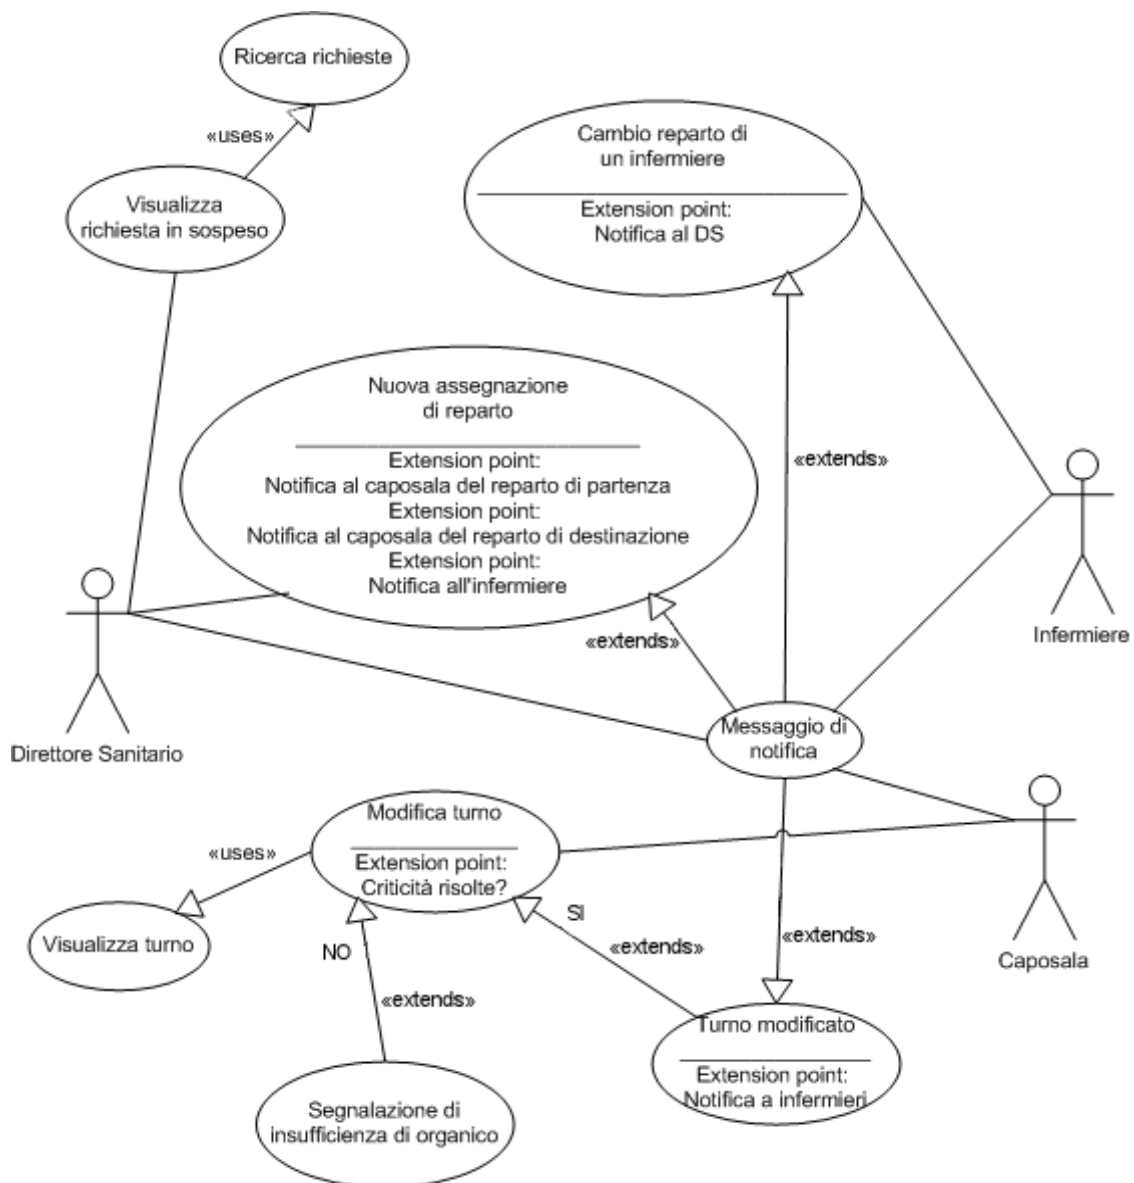 Ricerca richieste
«uses»
Visualizza
richiesta in sospeso
Cambio reparto di
un infermiere
Extension point:
Notifica al DS
Nuova assegnazione
di reparto
Extension point:
Notifica al caposala del reparto di partenza
Extension point:
Notifica al caposala del reparto di destinazione
Extension point:
Notifica all'infermiere
«extends»
«extends»
Infermiere
Direttore Sanitario
Messaggio di
notifica
Modifica turno
Extension point:
Criticità risolte?
«uses»
Visualizza turno
NO
SI
«extends»
«extends»
«extends»
Caposala
Turno modificato
Extension point:
Notifica a infermieri
Segnalazione di
insufficienza di organico